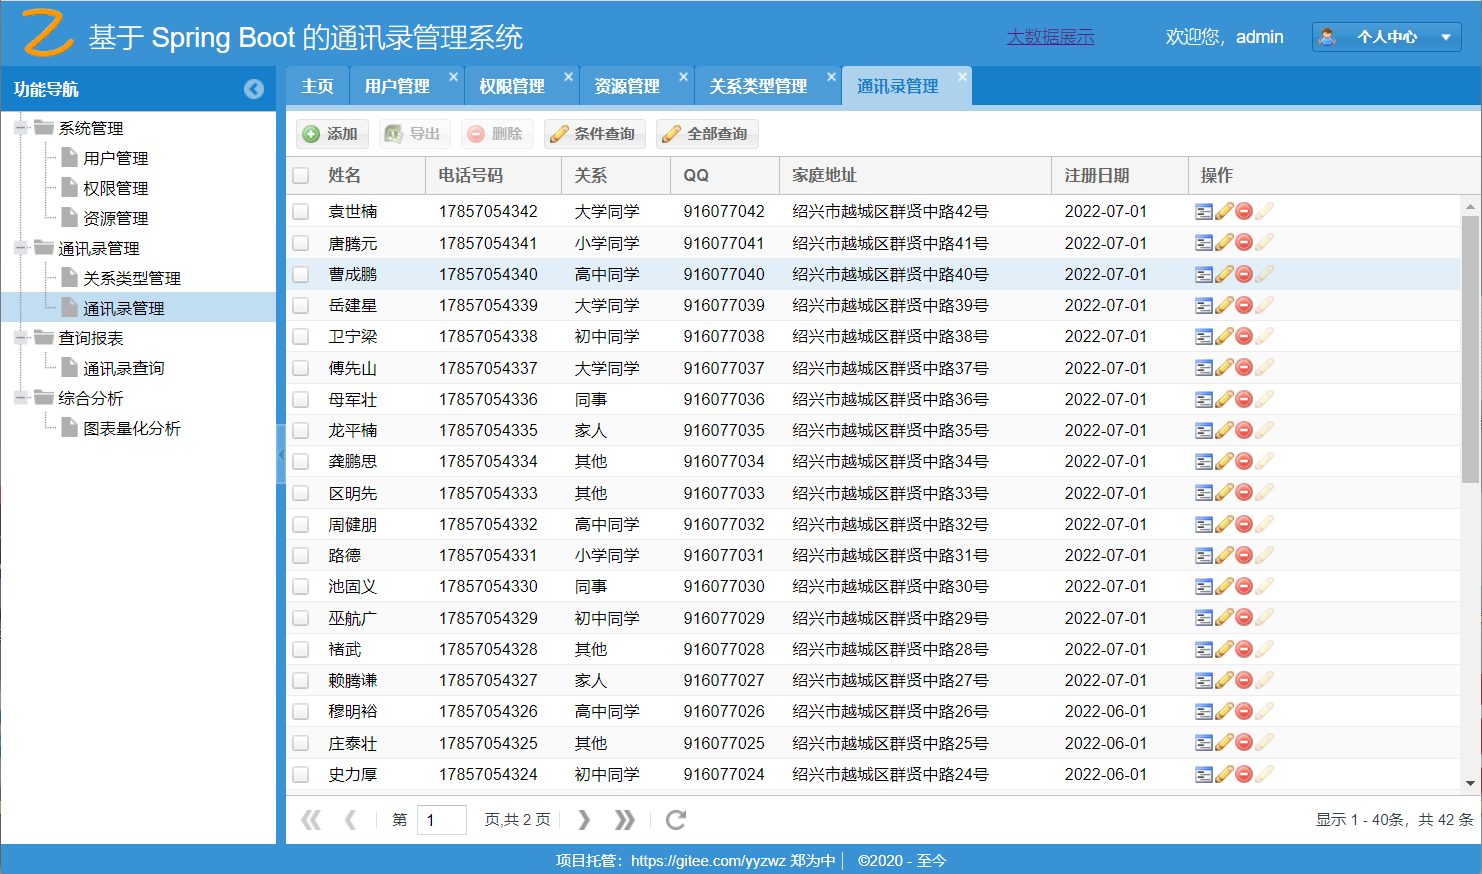 基于 Spring Boot 的通讯录管理系统
大数据展示
欢迎您，admin
个人中心
功能导航
主页 用户管理 权限管理 资源管理 关系类型管理 通讯录管理
系统管理
用户管理
权限管理
资源管理
通讯录管理
关系类型管理
通讯录管理
查询报表
通讯录查询
综合分析
图表量化分析
添加 导出 删除 条件查询 全部查询
姓名 电话号码 关系 QQ 家庭地址 注册日期 操作
袁世楠 17857054342 大学同学 916077042 绍兴市越城区群贤中路42号 2022-07-01
唐腾元 17857054341 小学同学 916077041 绍兴市越城区群贤中路41号 2022-07-01
曹成鹏 17857054340 高中同学 916077040 绍兴市越城区群贤中路40号 2022-07-01
岳建星 17857054339 大学同学 916077039 绍兴市越城区群贤中路39号 2022-07-01
卫宁梁 17857054338 初中同学 916077038 绍兴市越城区群贤中路38号 2022-07-01
傅先山 17857054337 大学同学 916077037 绍兴市越城区群贤中路37号 2022-07-01
母军壮 17857054336 同事 916077036 绍兴市越城区群贤中路36号 2022-07-01
龙平楠 17857054335 家人 916077035 绍兴市越城区群贤中路35号 2022-07-01
龚鹏思 17857054334 其他 916077034 绍兴市越城区群贤中路34号 2022-07-01
区明先 17857054333 其他 916077033 绍兴市越城区群贤中路33号 2022-07-01
周健朋 17857054332 高中同学 916077032 绍兴市越城区群贤中路32号 2022-07-01
路德 17857054331 小学同学 916077031 绍兴市越城区群贤中路31号 2022-07-01
池固义 17857054330 同事 916077030 绍兴市越城区群贤中路30号 2022-07-01
巫航广 17857054329 初中同学 916077029 绍兴市越城区群贤中路29号 2022-07-01
褚武 17857054328 其他 916077028 绍兴市越城区群贤中路28号 2022-07-01
赖腾谦 17857054327 家人 916077027 绍兴市越城区群贤中路27号 2022-07-01
穆明裕 17857054326 高中同学 916077026 绍兴市越城区群贤中路26号 2022-06-01
庄泰壮 17857054325 其他 916077025 绍兴市越城区群贤中路25号 2022-06-01
史力厚 17857054324 初中同学 916077024 绍兴市越城区群贤中路24号 2022-06-01
第 1 页,共 2 页
显示 1 - 40条，共 42 条
项目托管：https://gitee.com/yyzwz 郑为中 | ©2020 - 至今